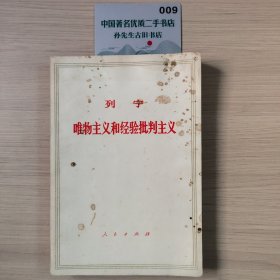 009
中国著名优质二手书店
孙先生古旧书店
列宁
唯物主义和经验批判主义
人民出版社